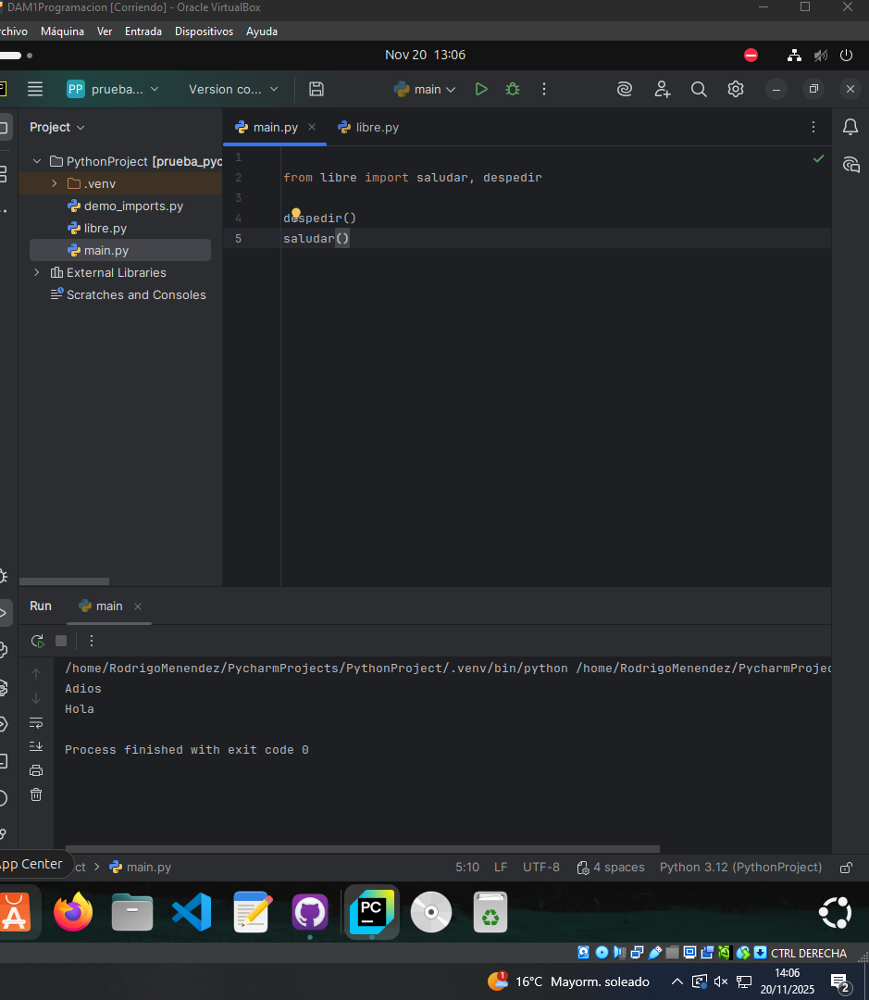 DAM1Programacion [Corriendo] - Oracle VirtualBox
rchivo Máquina Ver Entrada Dispositivos Ayuda
Nov 20 13:06
PP prueba... Version co... main
Project
main.py
libre.py
PythonProject [prueba_pyc
.venv
demo_imports.py
libre.py
main.py
External Libraries
Scratches and Consoles
1
2 from libre import saludar, despedir
3
4 despedir()
5 saludar()
Run main
/home/RodrigoMenendez/PycharmProjects/PythonProject/.venv/bin/python /home/RodrigoMenendez/PycharmProjec
Adios
Hola
Process finished with exit code 0
App Center
ct > main.py 5:10 LF UTF-8 4 spaces Python 3.12 (PythonProject)
PC
CTRL DERECHA
1 16°C Mayorm. soleado
14:06
20/11/2025
2